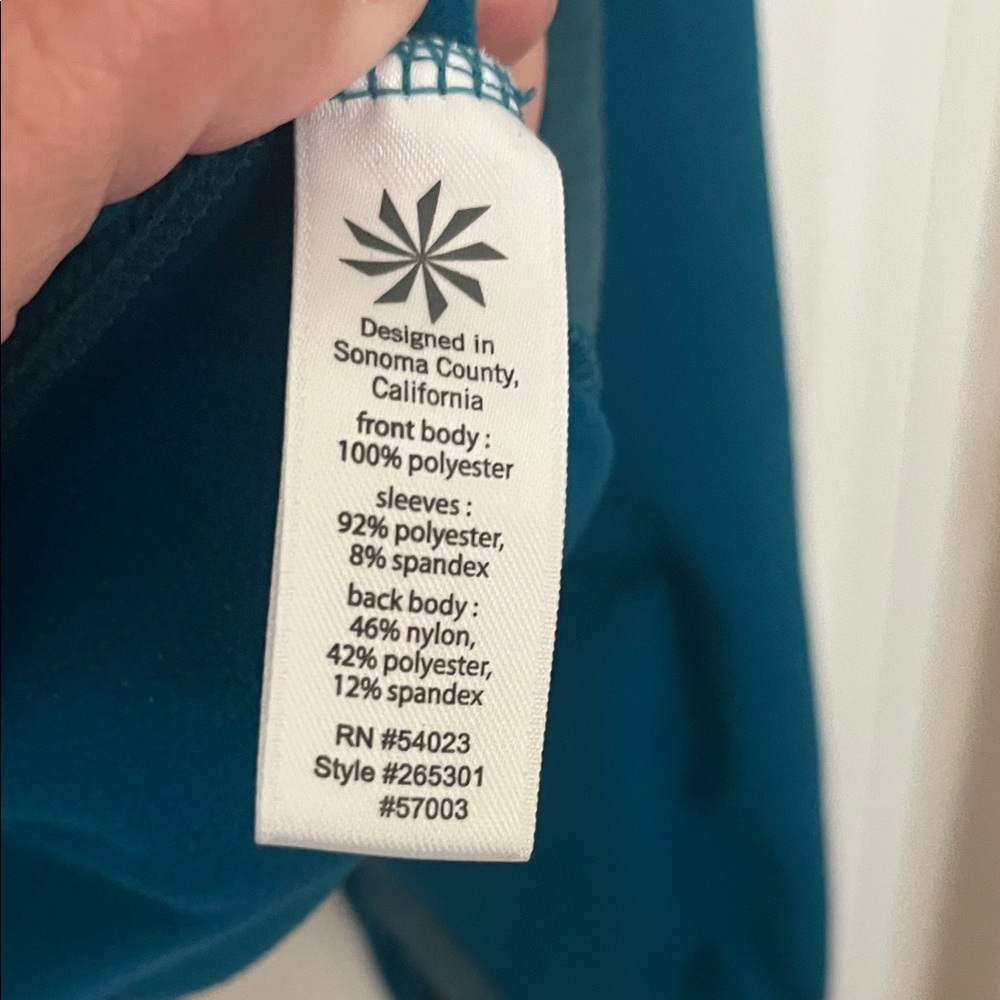 Designed in
Sonoma County,
California
front body :
100% polyester
sleeves :
92% polyester,
8% spandex
back body :
46% nylon,
42% polyester,
12% spandex
RN #54023
Style #265301
#57003